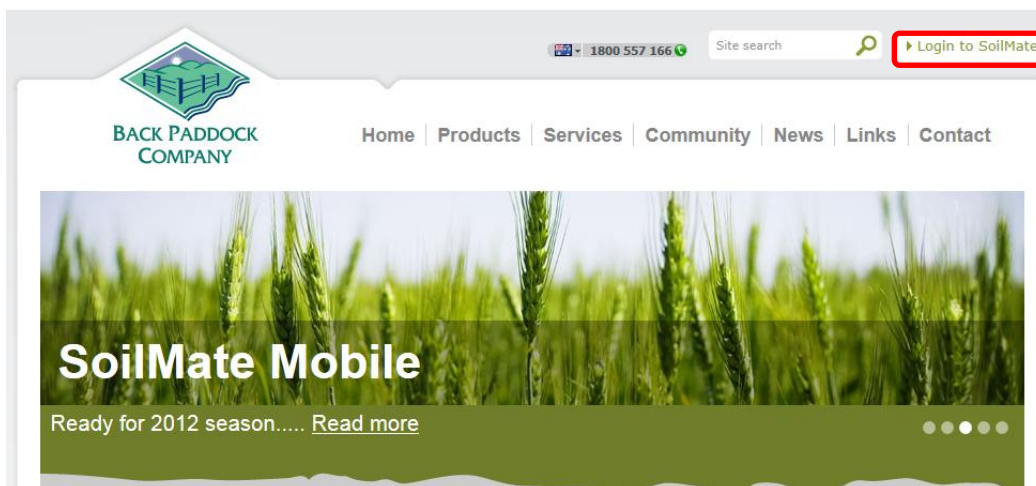 1800 557 166
Site search
Login to SoilMate
BACK PADDOCK
COMPANY
Home Products Services Community News Links Contact
SoilMate Mobile
Ready for 2012 season..... Read more